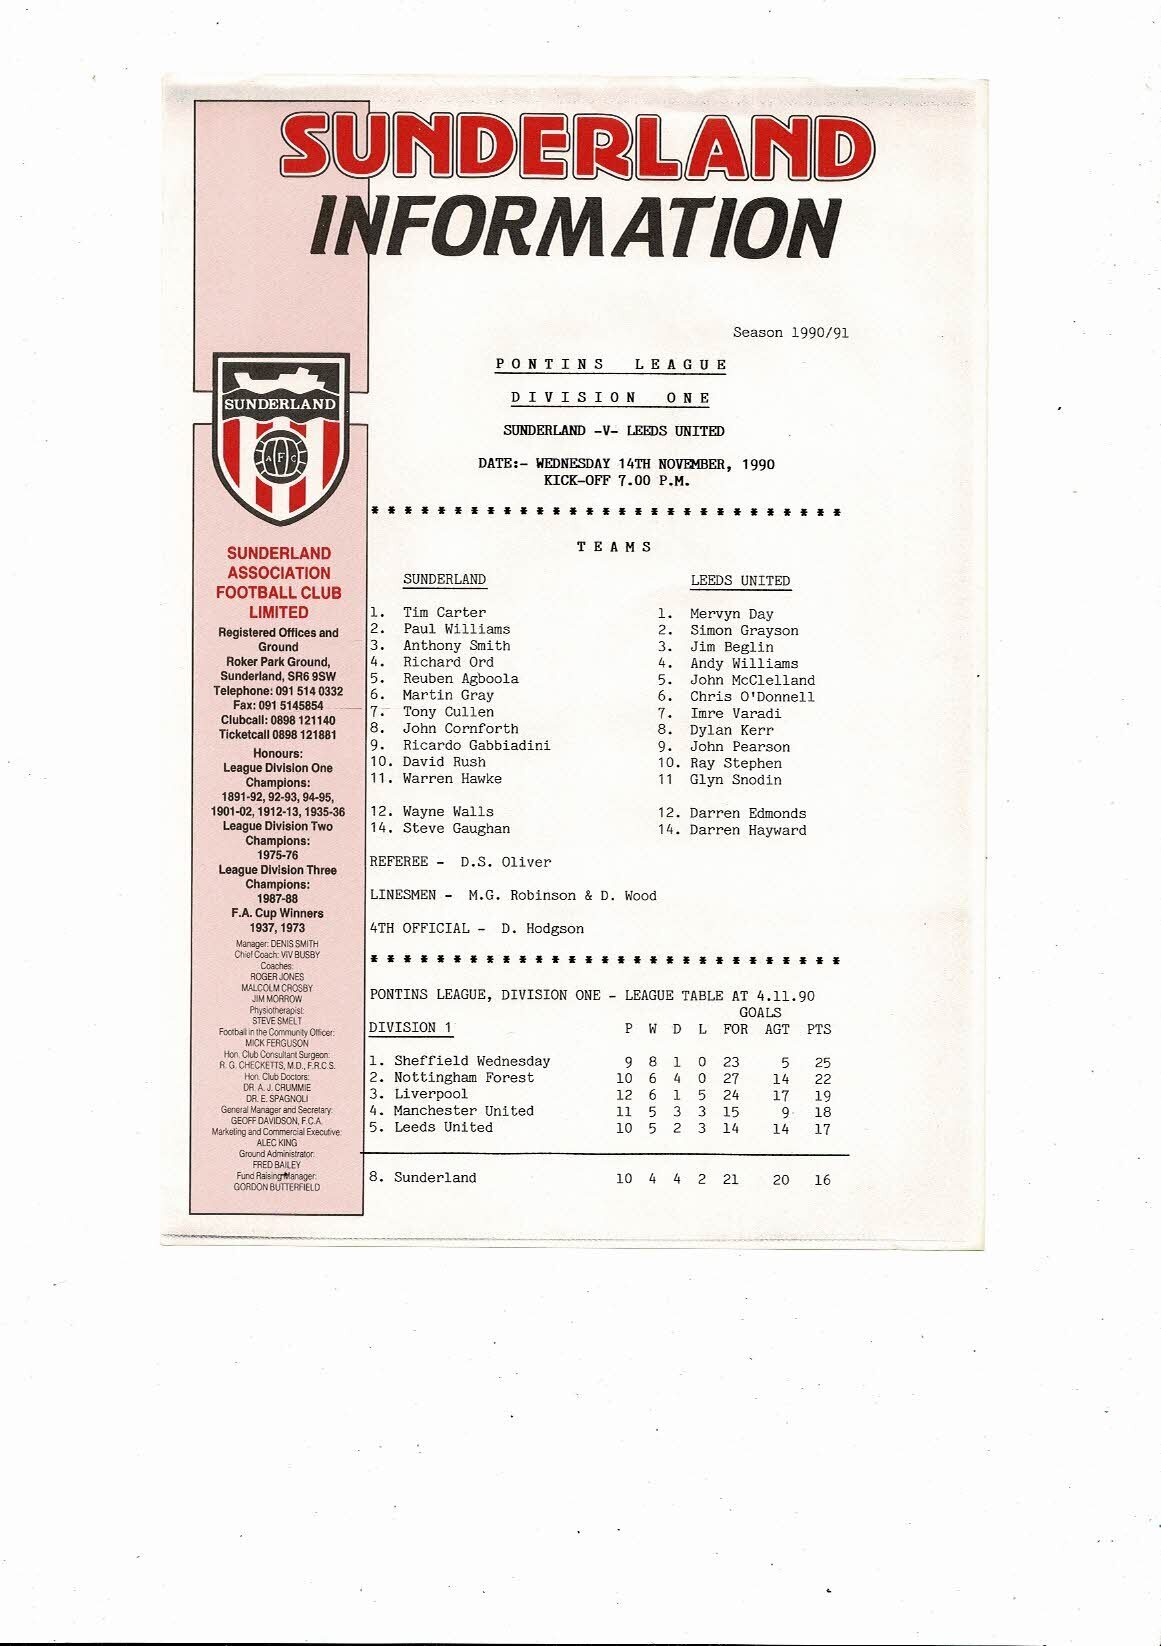 SUNDERLAND
INFORMATION
Season 1990/91
PONTINS LEAGUE
DIVISION ONE
SUNDERLAND -V- LEEDS UNITED
DATE:- WEDNESDAY 14TH NOVEMBER, 1990
KICK-OFF 7.00 P.M.
* * * * * * * * * * * * * * * * * * * * * * * * * * * * *
TEAMS
SUNDERLAND LEEDS UNITED
1. Tim Carter 1. Mervyn Day
2. Paul Williams 2. Simon Grayson
3. Anthony Smith 3. Jim Beglin
4. Richard Ord 4. Andy Williams
5. Reuben Agboola 5. John McClelland
6. Martin Gray 6. Chris O'Donnell
7. Tony Cullen 7. Imre Varadi
8. John Cornforth 8. Dylan Kerr
9. Ricardo Gabbiadini 9. John Pearson
10. David Rush 10. Ray Stephen
11. Warren Hawke 11 Glyn Snodin
12. Wayne Walls 12. Darren Edmonds
14. Steve Gaughan 14. Darren Hayward
REFEREE - D.S. Oliver
LINESMEN - M.G. Robinson & D. Wood
4TH OFFICIAL - D. Hodgson
* * * * * * * * * * * * * * * * * * * * * * * * * * * * *
PONTINS LEAGUE, DIVISION ONE - LEAGUE TABLE AT 4.11.90
GOALS
DIVISION 1 P W D L FOR AGT PTS
1. Sheffield Wednesday 9 8 1 0 23 5 25
2. Nottingham Forest 10 6 4 0 27 14 22
3. Liverpool 12 6 1 5 24 17 19
4. Manchester United 11 5 3 3 15 9 18
5. Leeds United 10 5 2 3 14 14 17
8. Sunderland 10 4 4 2 21 20 16
SUNDERLAND
AFC
SUNDERLAND
ASSOCIATION
FOOTBALL CLUB
LIMITED
Registered Offices and
Ground
Roker Park Ground,
Sunderland, SR6 9SW
Telephone: 091 514 0332
Fax: 091 5145854
Clubcall: 0898 121140
Ticketcall 0898 121881
Honours:
League Division One
Champions:
1891-92, 92-93, 94-95,
1901-02, 1912-13, 1935-36
League Division Two
Champions:
1975-76
League Division Three
Champions:
1987-88
F.A. Cup Winners
1937, 1973
Manager: DENIS SMITH
Chief Coach: VIV BUSBY
Coaches:
ROGER JONES
MALCOLM CROSBY
JIM MORROW
Physiotherapist:
STEVE SMELT
Football in the Community Officer:
MICK FERGUSON
Hon. Club Consultant Surgeon:
R. G. CHECKETTS, M.D., F.R.C.S.
Hon. Club Doctors:
DR. A. J. CRUMMIE
DR. E. SPAGNOLI
General Manager and Secretary:
GEOFF DAVIDSON, F.C.A.
Marketing and Commercial Executive:
ALEC KING
Ground Administrator:
FRED BAILEY
Fund Raising Manager:
GORDON BUTTERFIELD